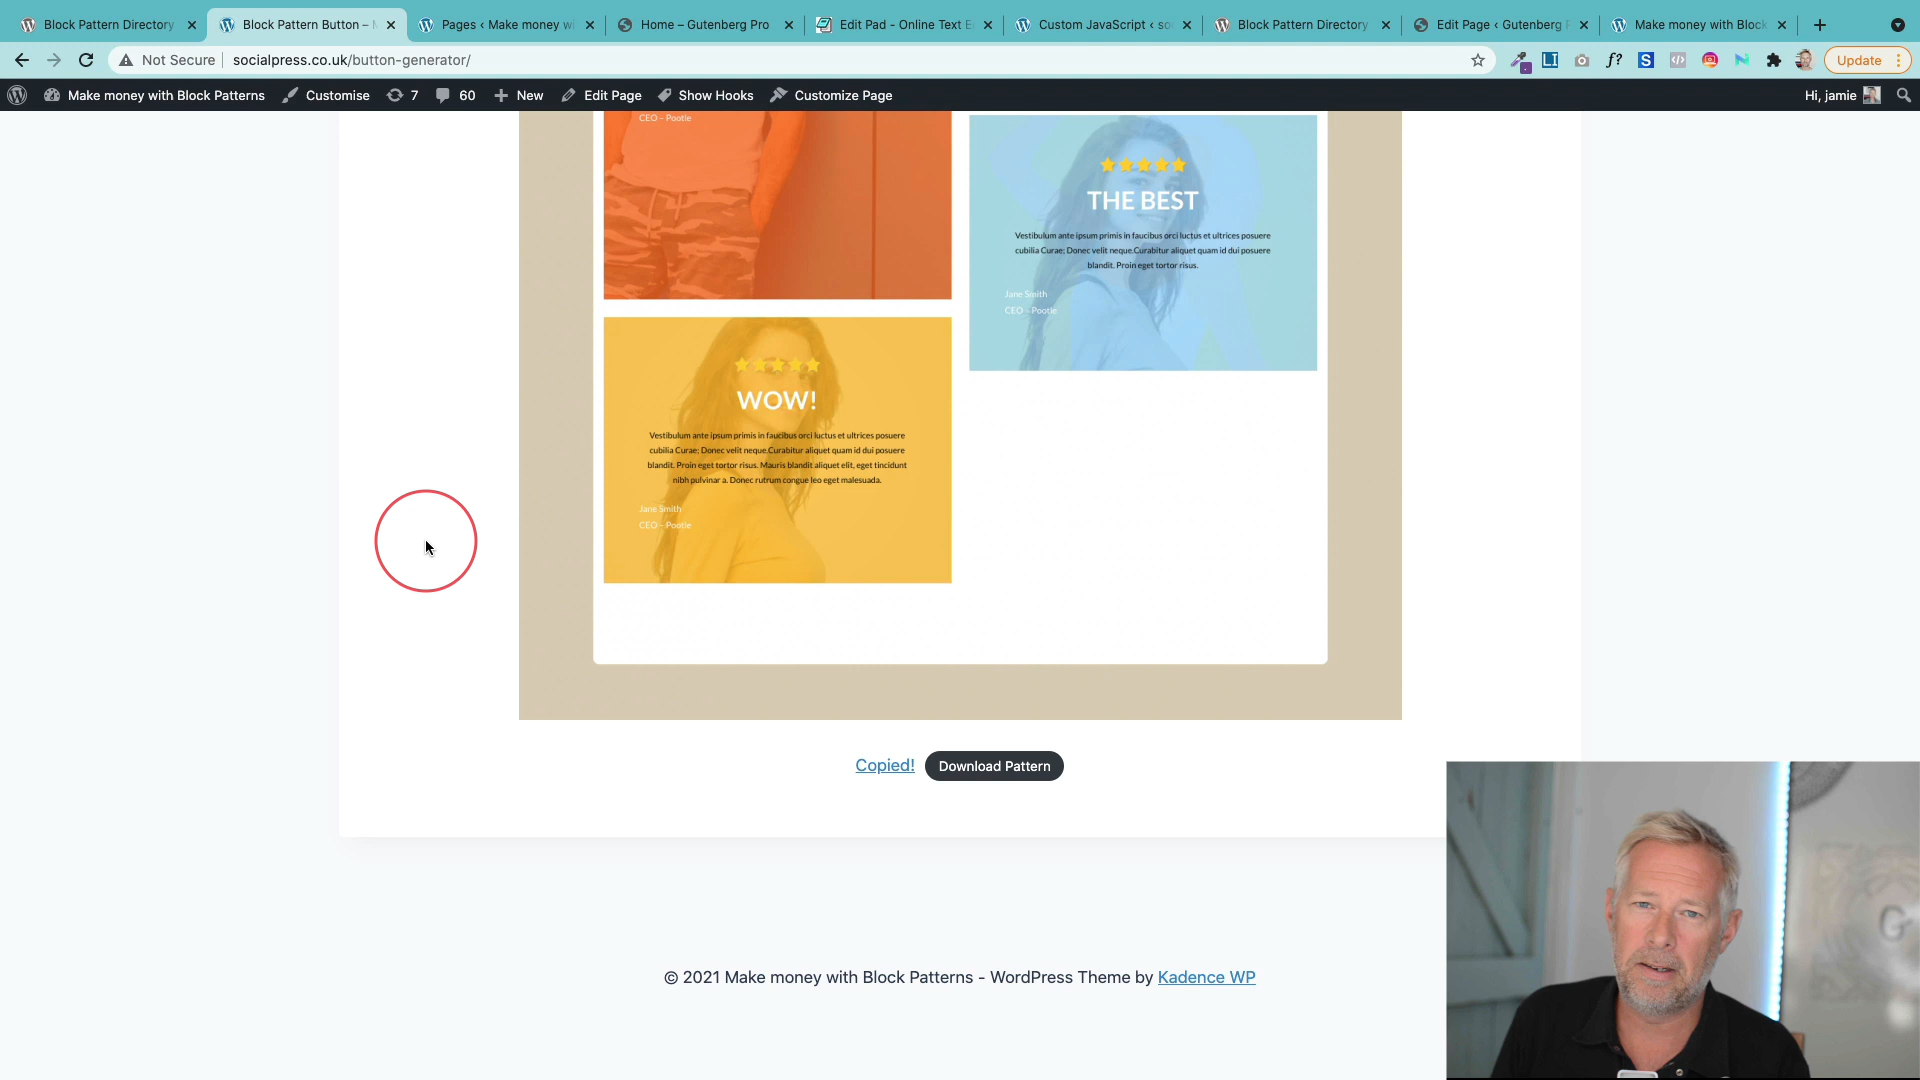 Block Pattern Directory
Block Pattern Button –
Pages ‹ Make money wi
Home – Gutenberg Pro
Edit Pad - Online Text E
Custom JavaScript ‹ so
Block Pattern Directory
Edit Page ‹ Gutenberg P
Make money with Block
Not Secure
socialpress.co.uk/button-generator/
Update
Make money with Block Patterns
Customise
7
60
New
Edit Page
Show Hooks
Customize Page
Hi, jamie
CEO – Pootle
THE BEST
Vestibulum ante ipsum primis in faucibus orci luctus et ultrices posuere
cubilia Curae; Donec velit neque.Curabitur aliquet quam id dui posuere
blandit. Proin eget tortor risus.
Jane Smith
CEO – Pootle
WOW!
Vestibulum ante ipsum primis in faucibus orci luctus et ultrices posuere
cubilia Curae; Donec velit neque.Curabitur aliquet quam id dui posuere
blandit. Proin eget tortor risus. Mauris blandit aliquet elit, eget tincidunt
nibh pulvinar a. Donec rutrum congue leo eget malesuada.
Jane Smith
CEO – Pootle
Copied!
Download Pattern
© 2021 Make money with Block Patterns - WordPress Theme by Kadence WP